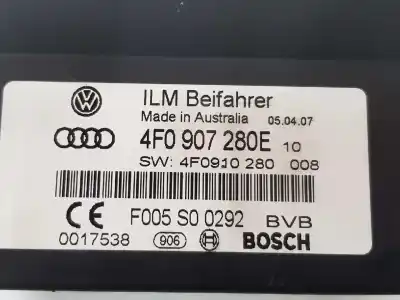 ILM Beifahrer
Made in Australia 05.04.07
4F0 907 280E 10
SW: 4F0910 280 008
CE F005 S0 0292 BVB
0017538 906 BOSCH